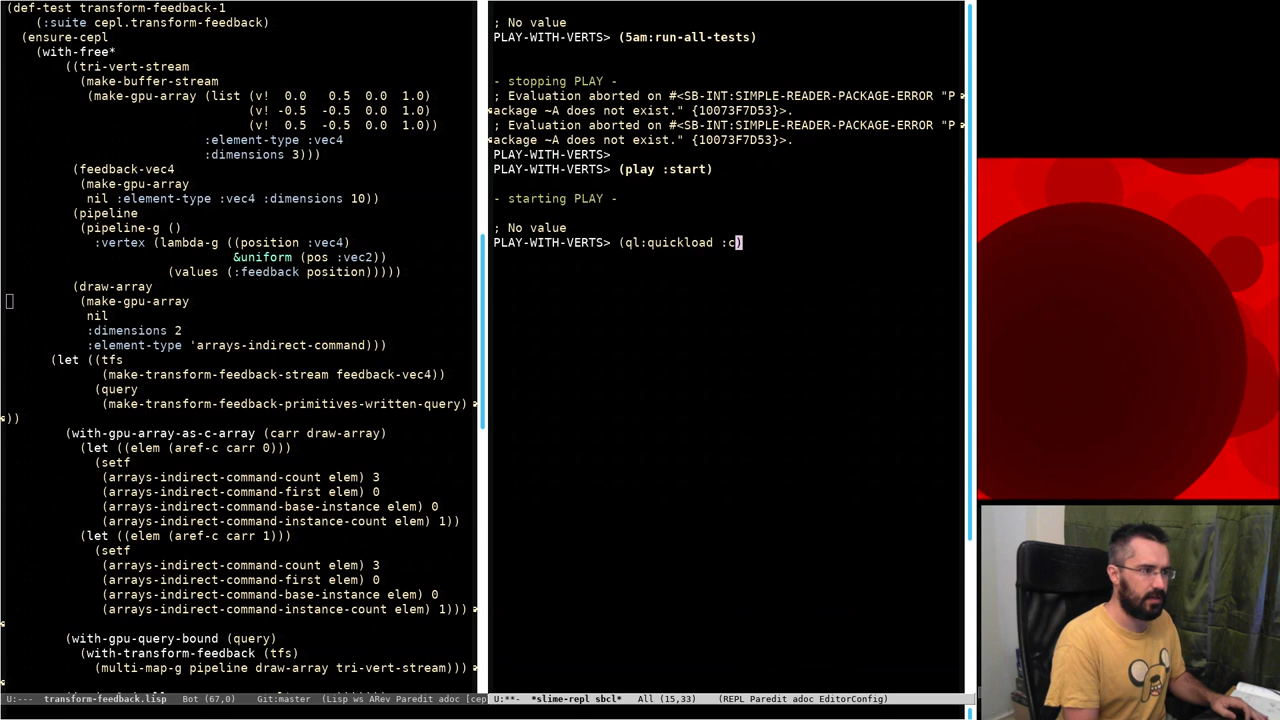 (def-test transform-feedback-1
(:suite cepl.transform-feedback)
(ensure-cepl
(with-free*
((tri-vert-stream
(make-buffer-stream
(make-gpu-array (list (v!  0.0   0.5  0.0  1.0)
(v! -0.5  -0.5  0.0  1.0)
(v!  0.5  -0.5  0.0  1.0))
:element-type :vec4
:dimensions 3)))
(feedback-vec4
(make-gpu-array
nil :element-type :vec4 :dimensions 10))
(pipeline
(pipeline-g ()
:vertex (lambda-g ((position :vec4)
&uniform (pos :vec2))
(values (:feedback position)))))
(draw-array
(make-gpu-array
nil
:dimensions 2
:element-type 'arrays-indirect-command)))
(let ((tfs
(make-transform-feedback-stream feedback-vec4))
(query
(make-transform-feedback-primitives-written-query)
))
(with-gpu-array-as-c-array (carr draw-array)
(let ((elem (aref-c carr 0)))
(setf
(arrays-indirect-command-count elem) 3
(arrays-indirect-command-first elem) 0
(arrays-indirect-command-base-instance elem) 0
(arrays-indirect-command-instance-count elem) 1))
(let ((elem (aref-c carr 1)))
(setf
(arrays-indirect-command-count elem) 3
(arrays-indirect-command-first elem) 0
(arrays-indirect-command-base-instance elem) 0
(arrays-indirect-command-instance-count elem) 1)))
(with-gpu-query-bound (query)
(with-transform-feedback (tfs)
(multi-map-g pipeline draw-array tri-vert-stream)))
U:---  transform-feedback.lisp   Bot (67,0)     Git:master  (Lisp ws ARev Paredit adoc [cep
; No value
PLAY-WITH-VERTS> (5am:run-all-tests)
- stopping PLAY -
; Evaluation aborted on #<SB-INT:SIMPLE-READER-PACKAGE-ERROR "P
ackage ~A does not exist." {10073F7D53}>.
; Evaluation aborted on #<SB-INT:SIMPLE-READER-PACKAGE-ERROR "P
ackage ~A does not exist." {10073F7D53}>.
PLAY-WITH-VERTS>
PLAY-WITH-VERTS> (play :start)
- starting PLAY -
; No value
PLAY-WITH-VERTS> (ql:quickload :c)
U:**-  *slime-repl sbcl*   All (15,33)    (REPL Paredit adoc EditorConfig)